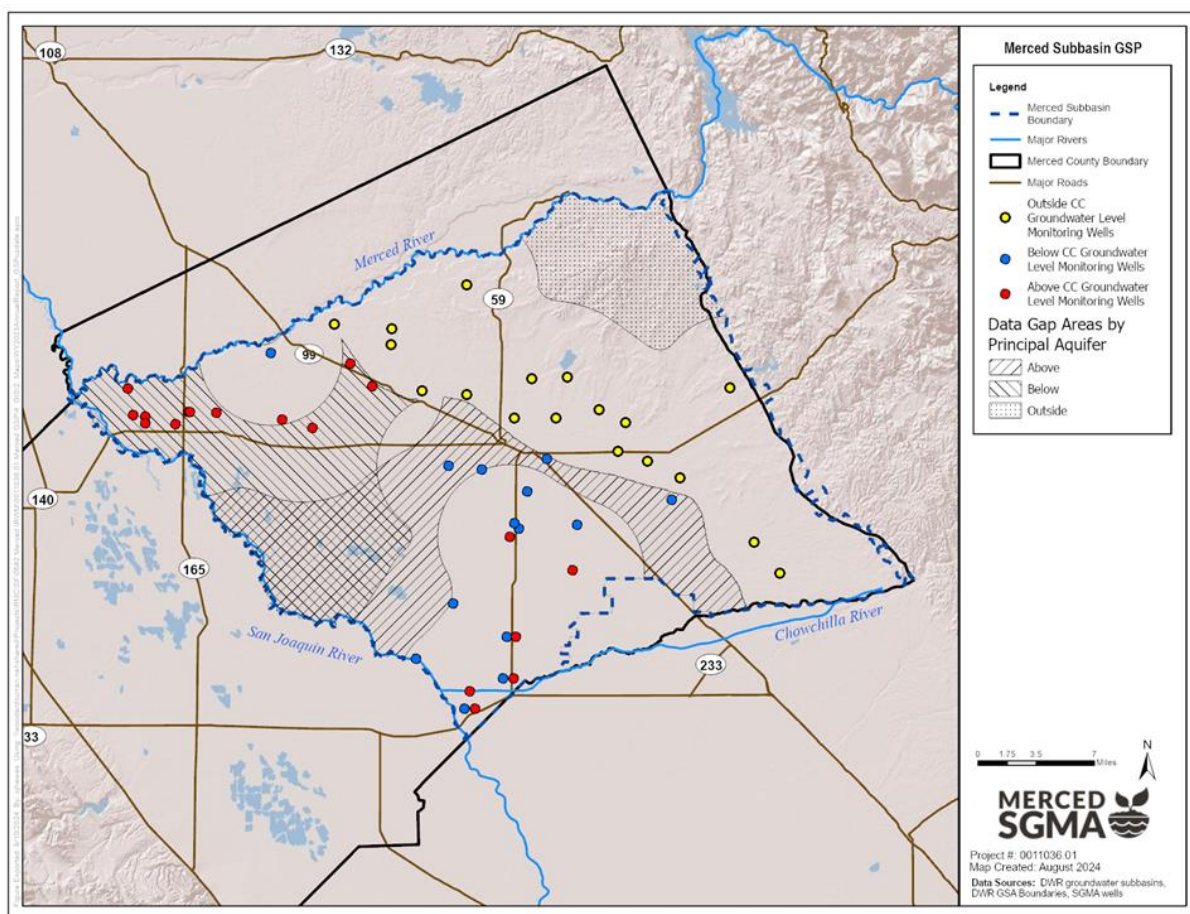 108
132
Merced River
59
99
140
165
San Joaquin River
Chowchilla River
233
33
Merced Subbasin GSP
Legend
Merced Subbasin
Boundary
Major Rivers
Merced County Boundary
Major Roads
Outside CC
Groundwater Level
Monitoring Wells
Below CC Groundwater
Level Monitoring Wells
Above CC Groundwater
Level Monitoring Wells
Data Gap Areas by
Principal Aquifer
Above
Below
Outside
0 1.75 3.5 7
Miles
N
MERCED
SGMA
Project #: 0011036.01
Map Created: August 2024
Data Sources: DWR groundwater subbasins,
DWR GSA Boundaries, SGMA wells